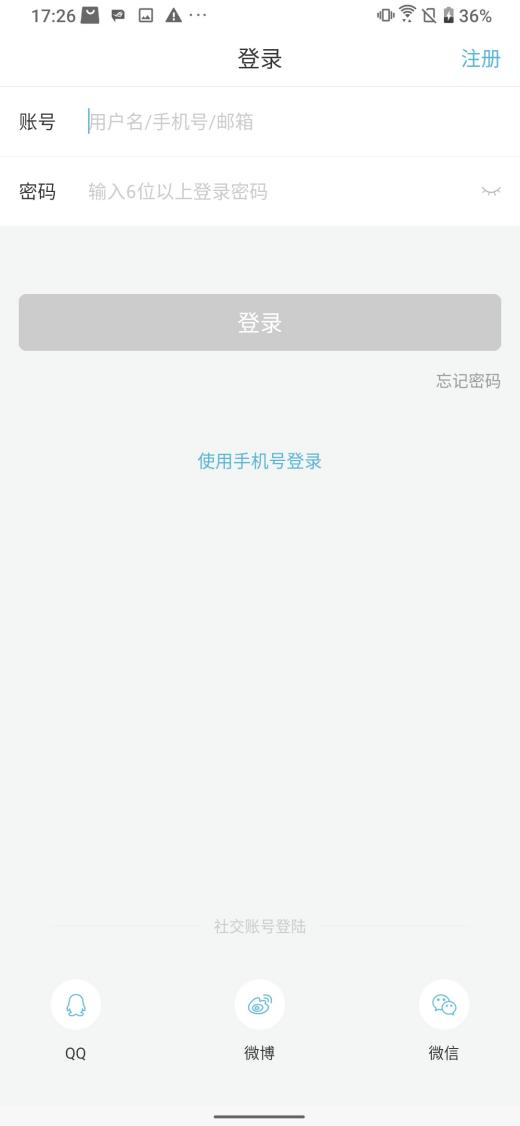 17:26 ··· 36%
登录 注册
账号 用户名/手机号/邮箱
密码 输入6位以上登录密码
登录
忘记密码
使用手机号登录
社交账号登陆
QQ 微博 微信